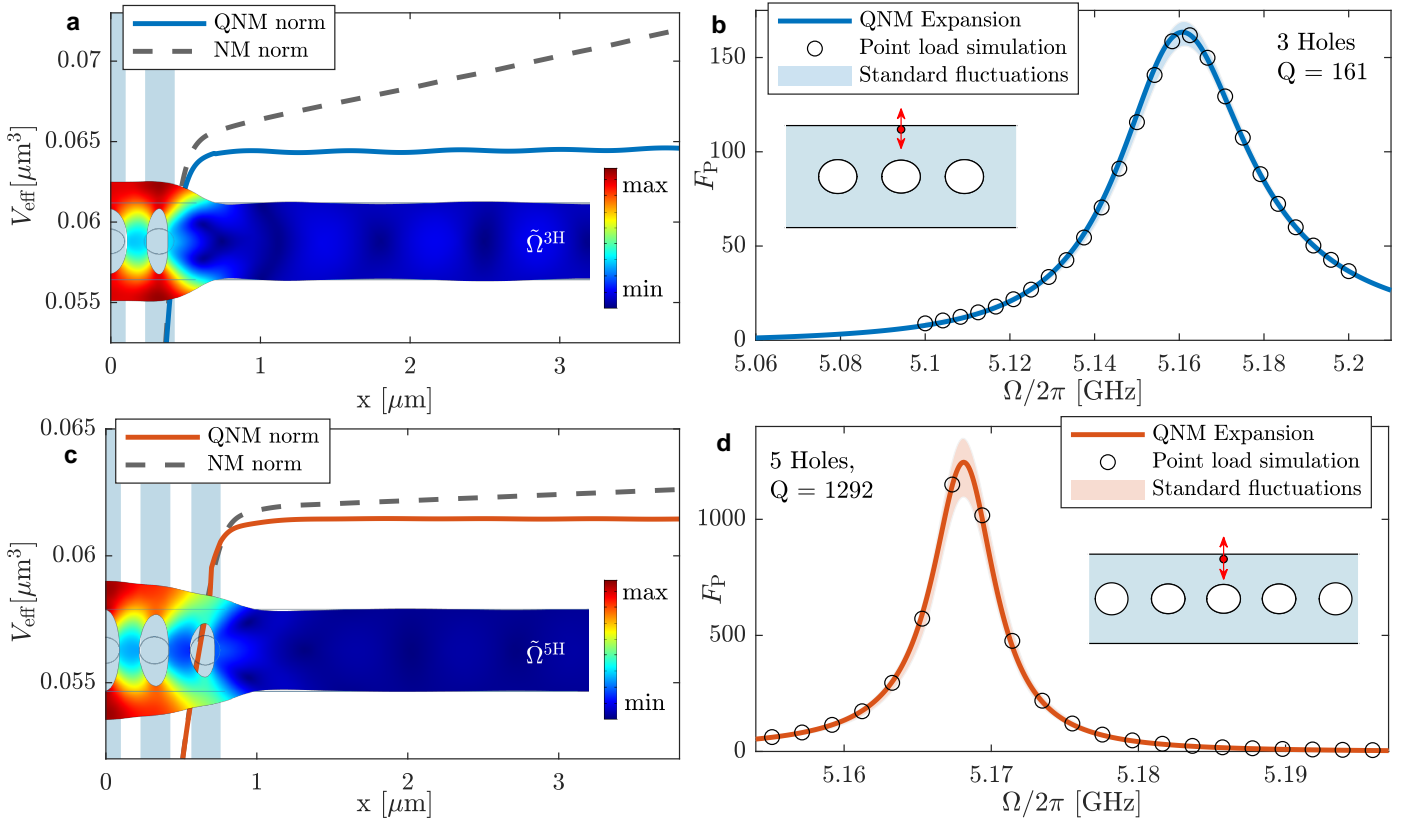 a
QNM norm
NM norm
0.07
0.065
0.06
0.055
V_eff [μm³]
Ω̃^3H
max
min
0 1 2 3
x [μm]
b
QNM Expansion
Point load simulation
Standard fluctuations
3 Holes
Q = 161
150
100
50
0
F_P
5.06 5.08 5.1 5.12 5.14 5.16 5.18 5.2
Ω/2π [GHz]
c
QNM norm
NM norm
0.065
0.06
0.055
V_eff [μm³]
Ω̃^5H
max
min
0 1 2 3
x [μm]
d
QNM Expansion
Point load simulation
Standard fluctuations
5 Holes,
Q = 1292
1000
500
0
F_P
5.16 5.17 5.18 5.19
Ω/2π [GHz]